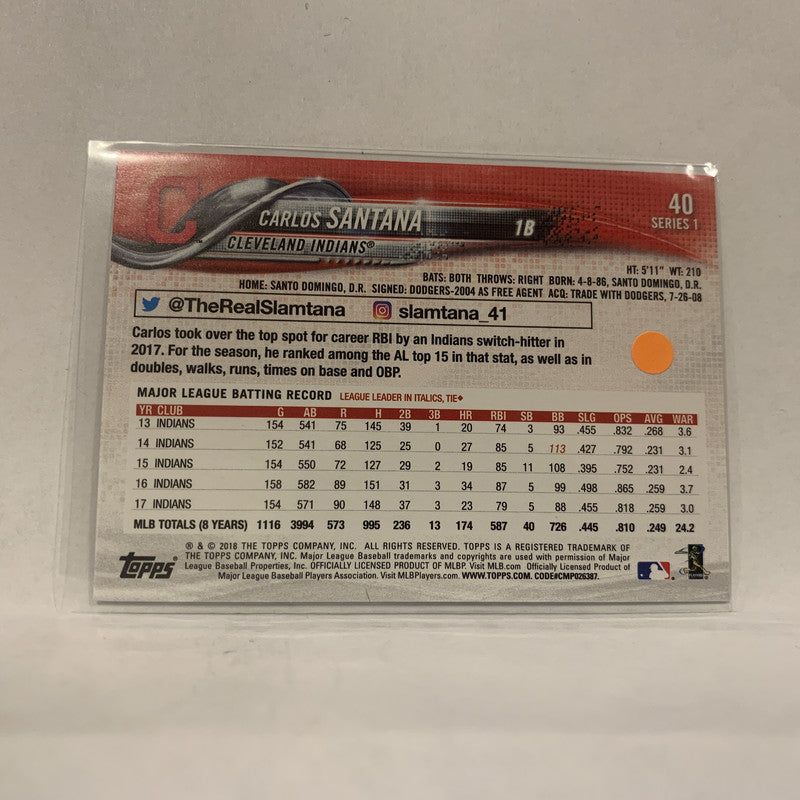 C
CARLOS SANTANA 1B
CLEVELAND INDIANS®
40
SERIES 1
HT: 5'11" WT: 210
BATS: BOTH THROWS: RIGHT BORN: 4-8-86, SANTO DOMINGO, D.R.
HOME: SANTO DOMINGO, D.R. SIGNED: DODGERS-2004 AS FREE AGENT ACQ: TRADE WITH DODGERS, 7-26-08
@TheRealSlamtana slamtana_41
Carlos took over the top spot for career RBI by an Indians switch-hitter in
2017. For the season, he ranked among the AL top 15 in that stat, as well as in
doubles, walks, runs, times on base and OBP.
MAJOR LEAGUE BATTING RECORD LEAGUE LEADER IN ITALICS, TIE♦
YR CLUB G AB R H 2B 3B HR RBI SB BB SLG OPS AVG WAR
13 INDIANS 154 541 75 145 39 1 20 74 3 93 .455 .832 .268 3.6
14 INDIANS 152 541 68 125 25 0 27 85 5 113 .427 .792 .231 3.1
15 INDIANS 154 550 72 127 29 2 19 85 11 108 .395 .752 .231 2.4
16 INDIANS 158 582 89 151 31 3 34 87 5 99 .498 .865 .259 3.7
17 INDIANS 154 571 90 148 37 3 23 79 5 88 .455 .818 .259 3.0
MLB TOTALS (8 YEARS) 1116 3994 573 995 236 13 174 587 40 726 .445 .810 .249 24.2
TOPPS
® & © 2018 THE TOPPS COMPANY, INC. ALL RIGHTS RESERVED. TOPPS IS A REGISTERED TRADEMARK OF
THE TOPPS COMPANY, INC. Major League Baseball trademarks and copyrights are used with permission of Major
League Baseball Properties, Inc. OFFICIALLY LICENSED PRODUCT OF MLBP. Visit MLB.com Officially Licensed Product of
Major League Baseball Players Association. Visit MLBPlayers.com. WWW.TOPPS.COM. CODE#CMP026387.